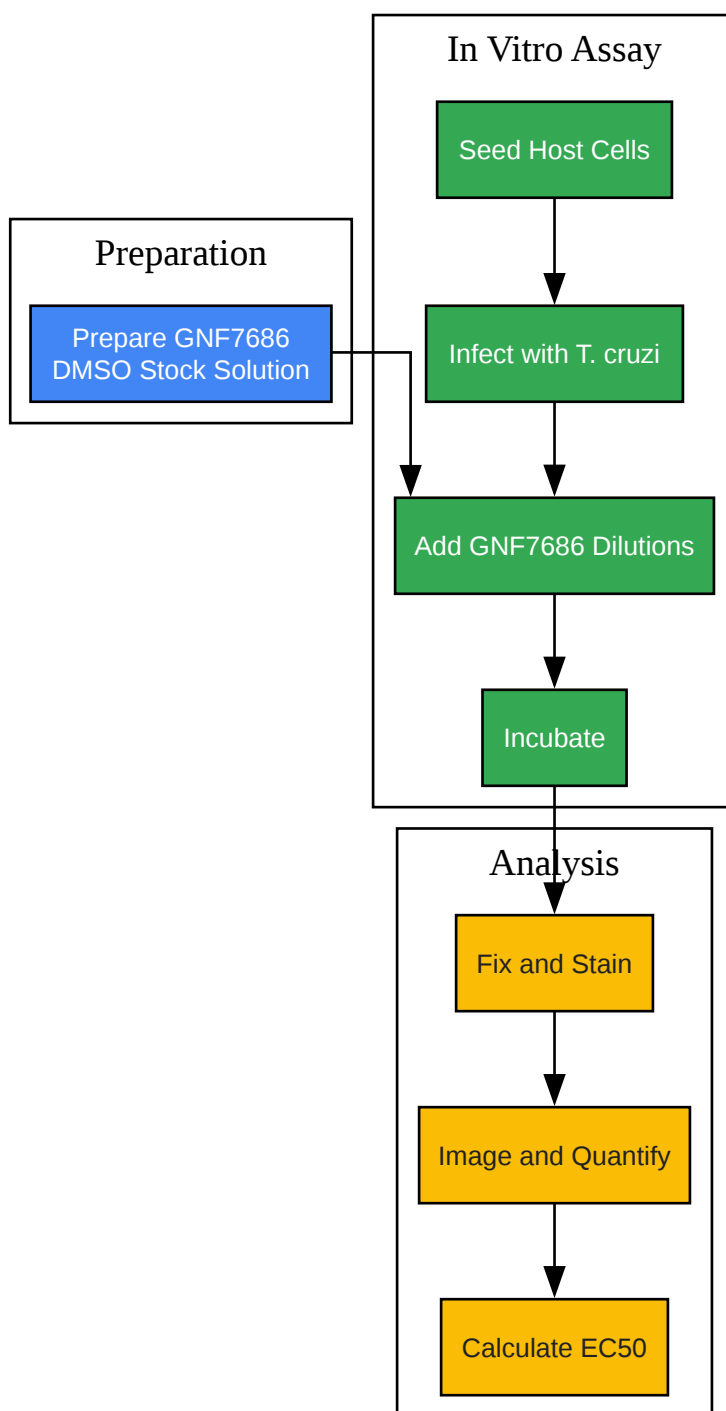 In Vitro Assay
Seed Host Cells
Preparation
Prepare GNF7686
DMSO Stock Solution
Infect with T. cruzi
Add GNF7686 Dilutions
Incubate
Analysis
Fix and Stain
Image and Quantify
Calculate EC50